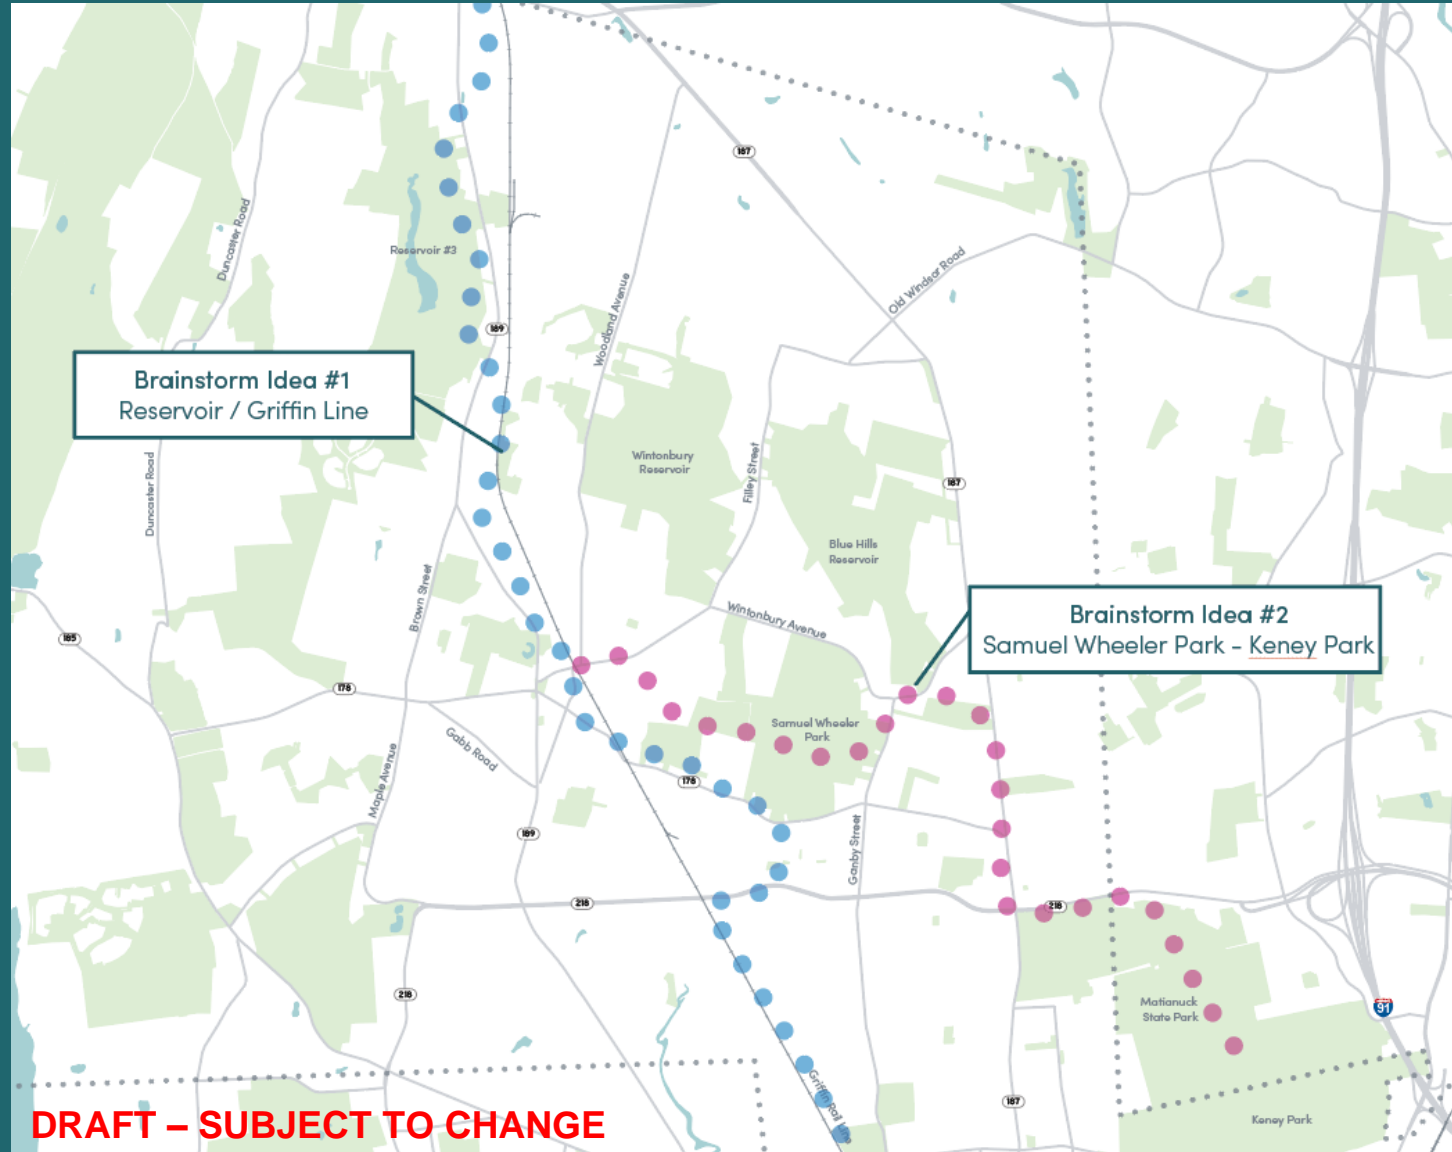 187
Duncaster Road
Reservoir #3
Old Windsor Road
Woodland Avenue
189
Brainstorm Idea #1
Reservoir / Griffin Line
Wintonbury
Reservoir
Filley Street
Duncaster Road
187
Blue Hills
Reservoir
Brown Street
Wintonbury Avenue
Brainstorm Idea #2
Samuel Wheeler Park - Keney Park
185
178
Samuel Wheeler
Park
Gabb Road
Maple Avenue
178
189
Ganby Street
218
218
218
Matianuck
State Park
91
Griffin Rail Line
187
Keney Park
DRAFT – SUBJECT TO CHANGE